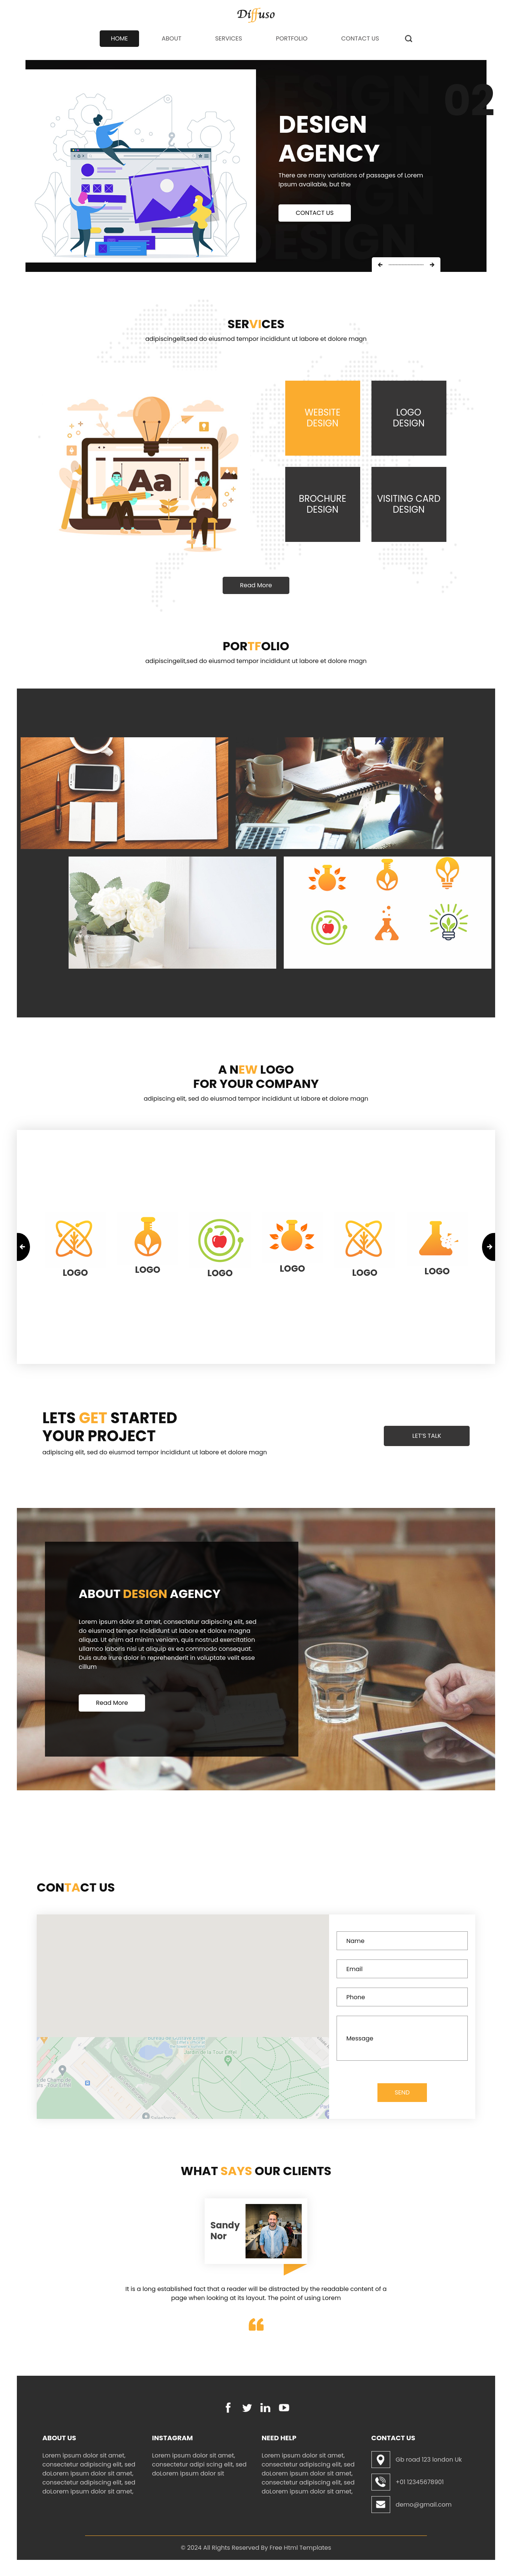 Diffuso
HOME
ABOUT
SERVICES
PORTFOLIO
CONTACT US
02
DESIGN
AGENCY
There are many variations of passages of Lorem
Ipsum available, but the
CONTACT US
SERVICES
adipiscingelit,sed do eiusmod tempor incididunt ut labore et dolore magn
Aa
WEBSITE
DESIGN
LOGO
DESIGN
BROCHURE
DESIGN
VISITING CARD
DESIGN
Read More
PORTFOLIO
adipiscingelit,sed do eiusmod tempor incididunt ut labore et dolore magn
A NEW LOGO
FOR YOUR COMPANY
adipiscing elit, sed do eiusmod tempor incididunt ut labore et dolore magn
LOGO
LOGO
LOGO
LOGO
LOGO
LOGO
LETS GET STARTED
YOUR PROJECT
adipiscing elit, sed do eiusmod tempor incididunt ut labore et dolore magn
LET'S TALK
ABOUT DESIGN AGENCY
Lorem ipsum dolor sit amet, consectetur adipiscing elit, sed
do eiusmod tempor incididunt ut labore et dolore magna
aliqua. Ut enim ad minim veniam, quis nostrud exercitation
ullamco laboris nisi ut aliquip ex ea commodo consequat.
Duis aute irure dolor in reprehenderit in voluptate velit esse
cillum
Read More
CONTACT US
Name
Email
Phone
Message
SEND
WHAT SAYS OUR CLIENTS
Sandy
Nor
It is a long established fact that a reader will be distracted by the readable content of a
page when looking at its layout. The point of using Lorem
ABOUT US
Lorem ipsum dolor sit amet,
consectetur adipiscing elit, sed
doLorem ipsum dolor sit amet,
consectetur adipiscing elit, sed
doLorem ipsum dolor sit amet,
INSTAGRAM
Lorem ipsum dolor sit amet,
consectetur adipi scing elit, sed
doLorem ipsum dolor sit
NEED HELP
Lorem ipsum dolor sit amet,
consectetur adipiscing elit, sed
doLorem ipsum dolor sit amet,
consectetur adipiscing elit, sed
doLorem ipsum dolor sit amet,
CONTACT US
Gb road 123 london Uk
+01 12345678901
demo@gmail.com
© 2024 All Rights Reserved By Free Html Templates